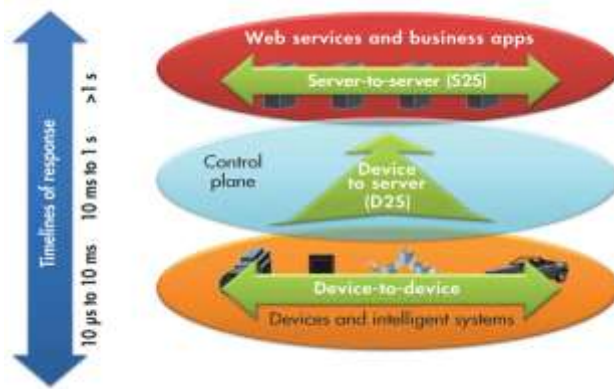 Timelines of response
>1 s
10 ms to 1 s
10 µs to 10 ms
Web services and business apps
Server-to-server (S2S)
Control
plane
Device
to server
(D2S)
Device-to-device
Devices and intelligent systems